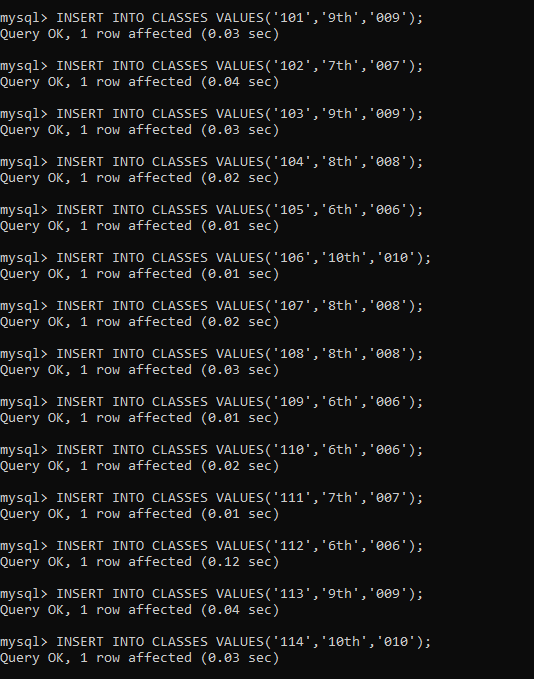 mysql> INSERT INTO CLASSES VALUES('101','9th','009');
Query OK, 1 row affected (0.03 sec)
mysql> INSERT INTO CLASSES VALUES('102','7th','007');
Query OK, 1 row affected (0.04 sec)
mysql> INSERT INTO CLASSES VALUES('103','9th','009');
Query OK, 1 row affected (0.03 sec)
mysql> INSERT INTO CLASSES VALUES('104','8th','008');
Query OK, 1 row affected (0.02 sec)
mysql> INSERT INTO CLASSES VALUES('105','6th','006');
Query OK, 1 row affected (0.01 sec)
mysql> INSERT INTO CLASSES VALUES('106','10th','010');
Query OK, 1 row affected (0.01 sec)
mysql> INSERT INTO CLASSES VALUES('107','8th','008');
Query OK, 1 row affected (0.02 sec)
mysql> INSERT INTO CLASSES VALUES('108','8th','008');
Query OK, 1 row affected (0.03 sec)
mysql> INSERT INTO CLASSES VALUES('109','6th','006');
Query OK, 1 row affected (0.01 sec)
mysql> INSERT INTO CLASSES VALUES('110','6th','006');
Query OK, 1 row affected (0.02 sec)
mysql> INSERT INTO CLASSES VALUES('111','7th','007');
Query OK, 1 row affected (0.01 sec)
mysql> INSERT INTO CLASSES VALUES('112','6th','006');
Query OK, 1 row affected (0.12 sec)
mysql> INSERT INTO CLASSES VALUES('113','9th','009');
Query OK, 1 row affected (0.04 sec)
mysql> INSERT INTO CLASSES VALUES('114','10th','010');
Query OK, 1 row affected (0.03 sec)